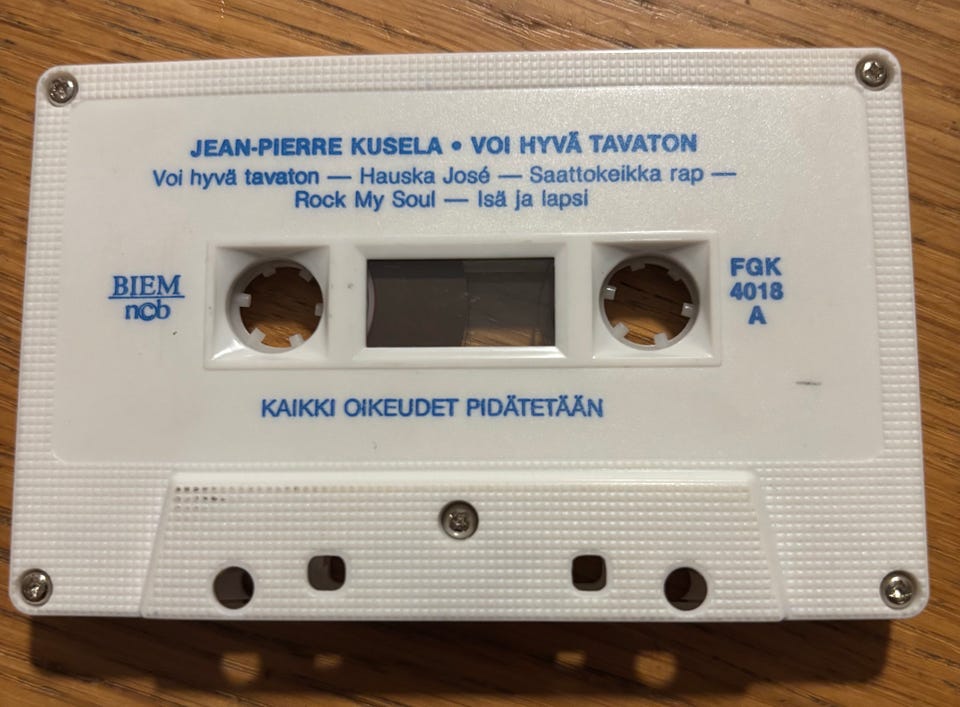 JEAN-PIERRE KUSELA • VOI HYVÄ TAVATON
Voi hyvä tavaton — Hauska José — Saattokeikka rap —
Rock My Soul — Isä ja lapsi
BIEM
ncb
FGK
4018
A
KAIKKI OIKEUDET PIDÄTETÄÄN